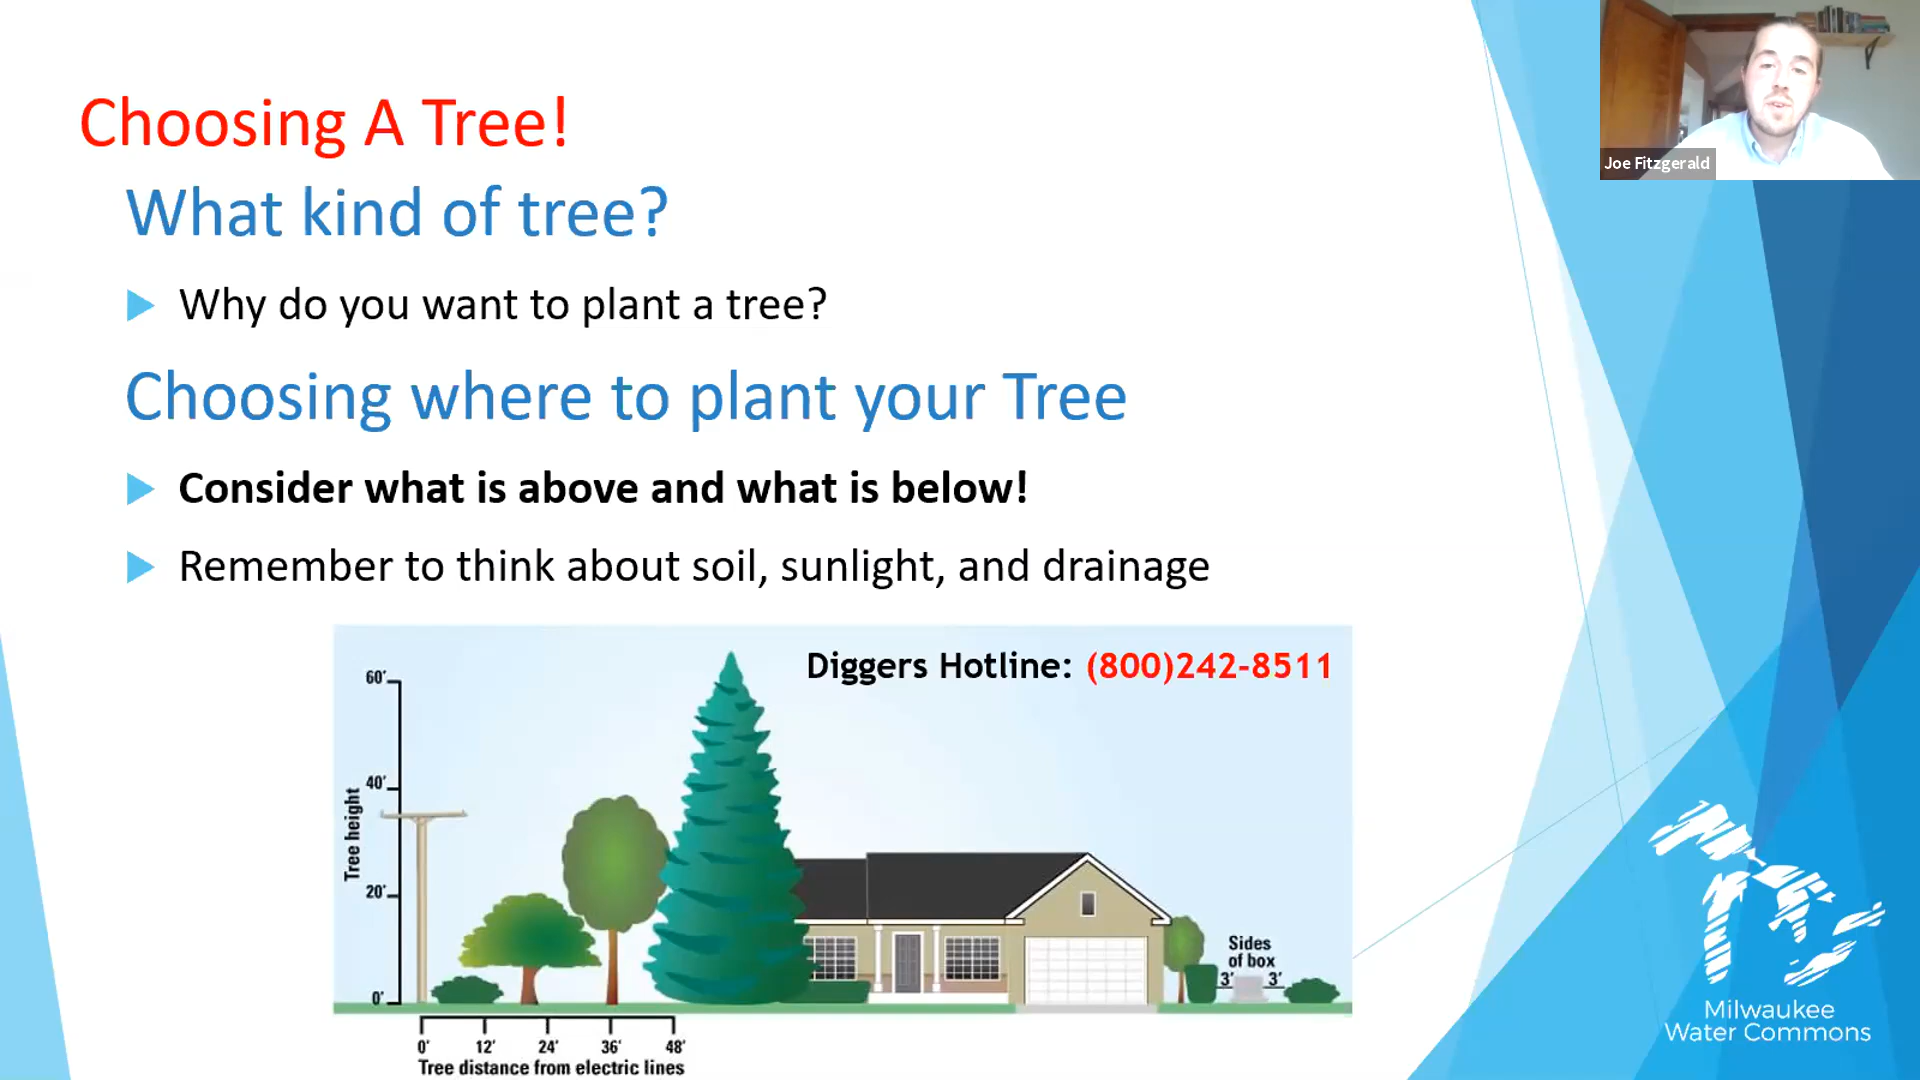 Choosing A Tree!
What kind of tree?
Why do you want to plant a tree?
Choosing where to plant your Tree
Consider what is above and what is below!
Remember to think about soil, sunlight, and drainage
Joe Fitzgerald
Diggers Hotline: (800)242-8511
Tree height
60'
40'
20'
0'
Sides
of box
3' 3'
0' 12' 24' 36' 48'
Tree distance from electric lines
Milwaukee
Water Commons